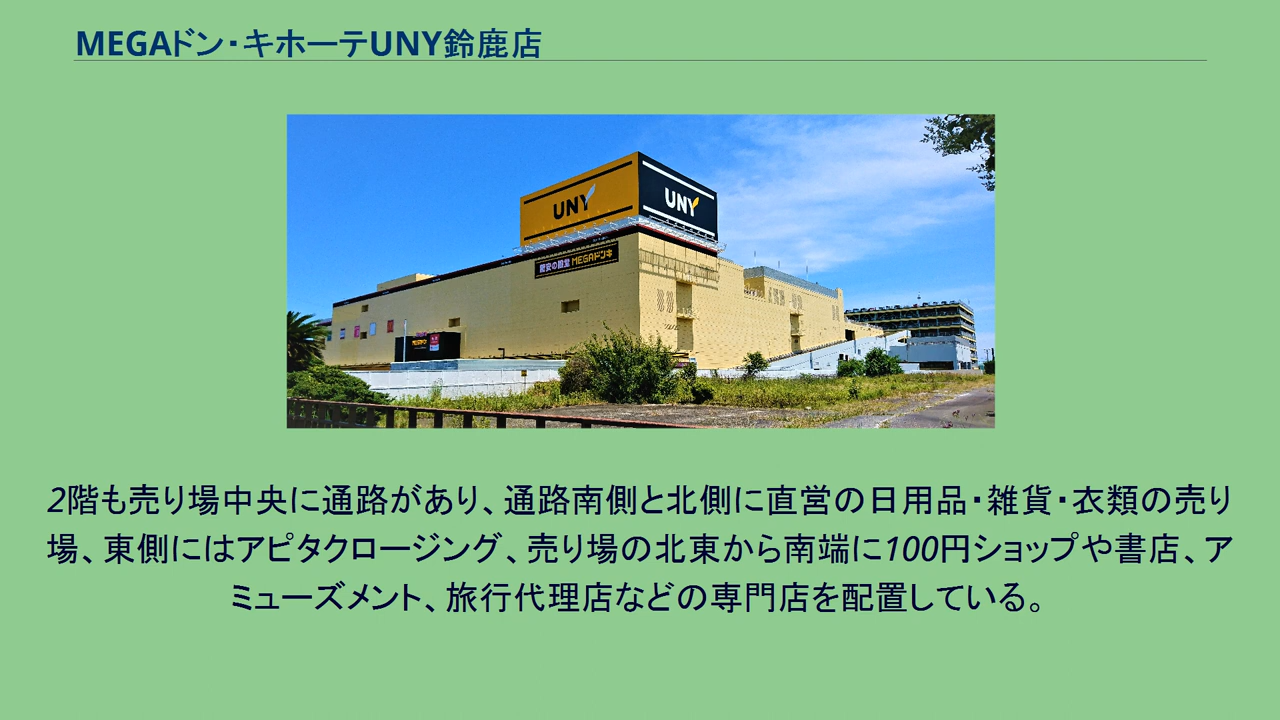 MEGAドン・キホーテUNY鈴鹿店
UNY
UNY
MEGAドンキ
2階も売り場中央に通路があり、通路南側と北側に直営の日用品・雑貨・衣類の売り
場、東側にはアピタクロージング、売り場の北東から南端に100円ショップや書店、ア
ミューズメント、旅行代理店などの専門店を配置している。